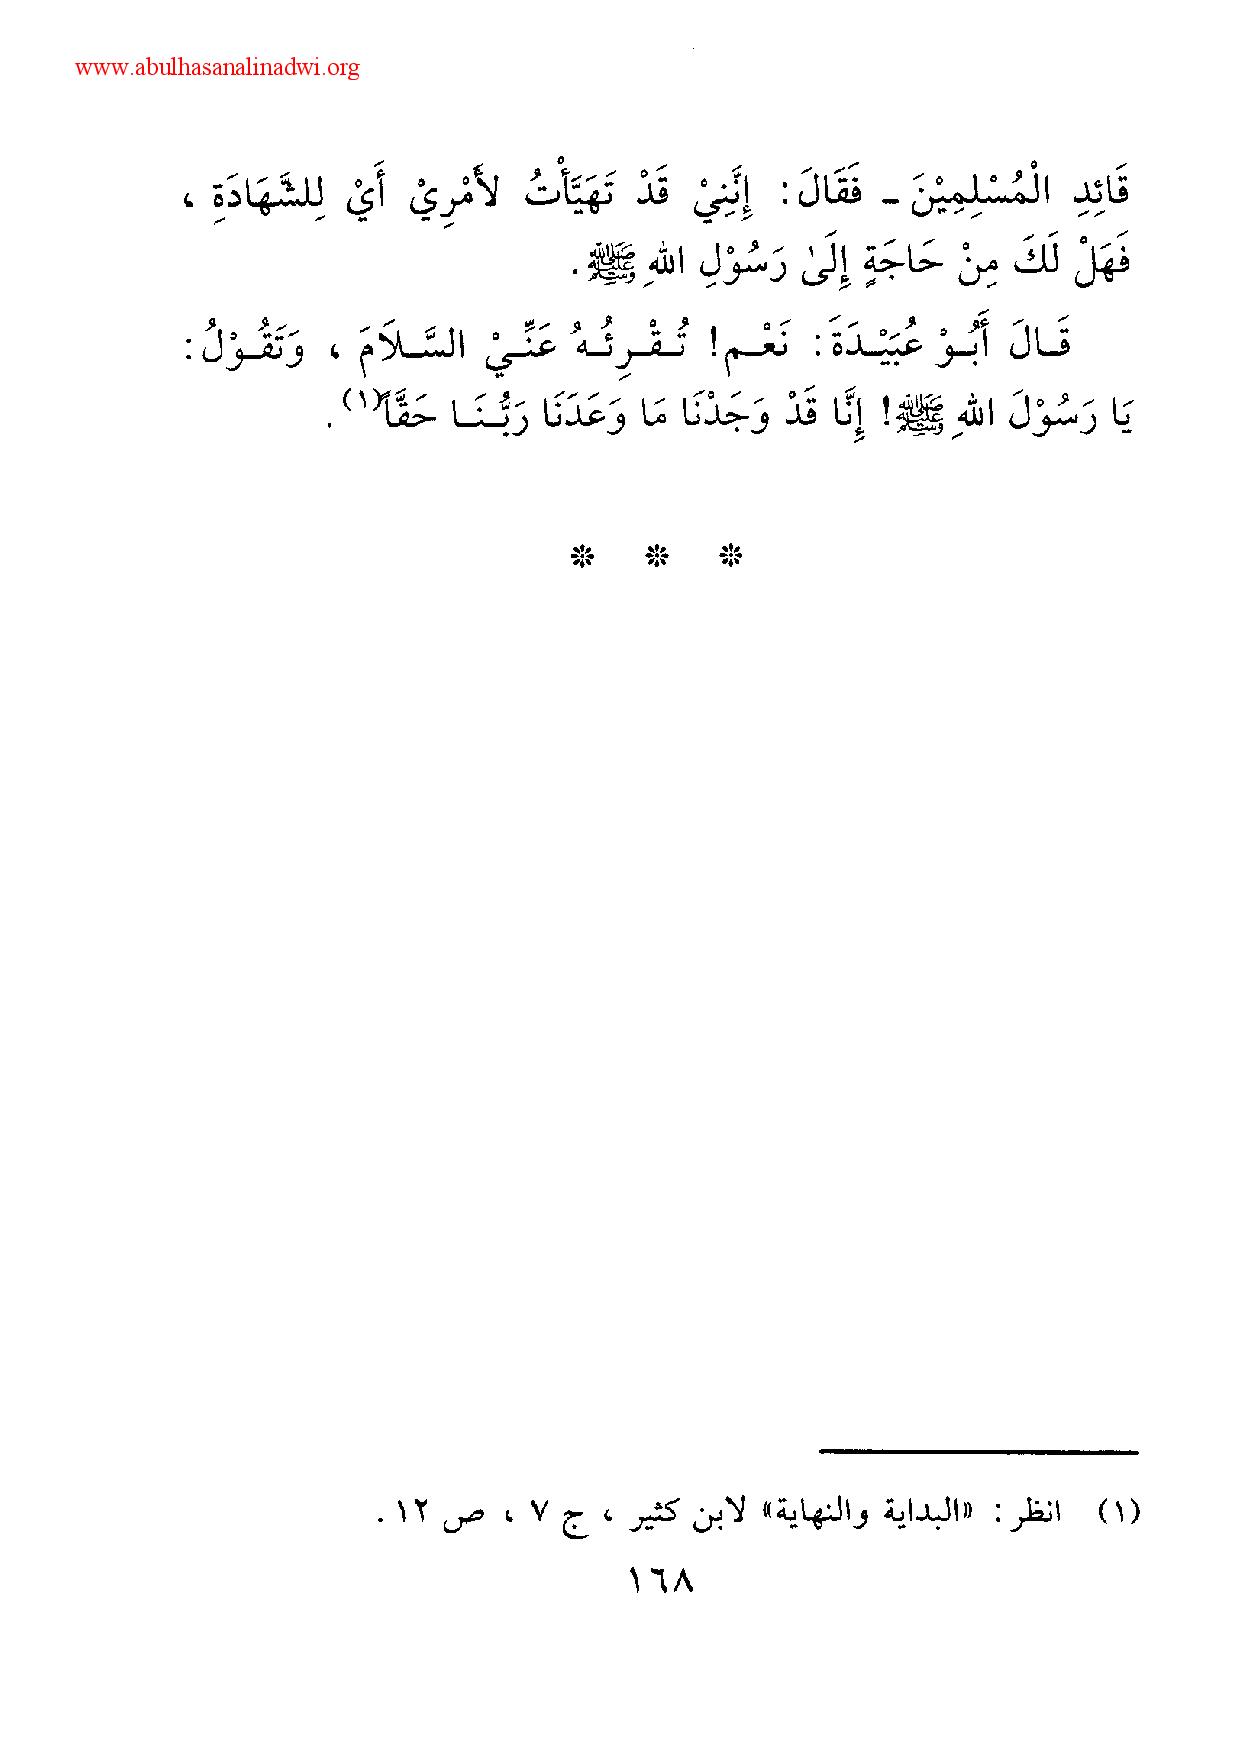 www.abulhasanalinadwi.org
قَائِدِ الْمُسْلِمِيْنَ ـ فَقَالَ: إِنَّنِيْ قَدْ تَهَيَّأْتُ لأَمْرِيْ أَيْ لِلشَّهَادَةِ ،
فَهَلْ لَكَ مِنْ حَاجَةٍ إِلَىٰ رَسُوْلِ اللهِ ﷺ.
قَالَ أَبُوْ عُبَيْدَةَ: نَعْم! تُقْرِئُهُ عَنِّيْ السَّلاَمَ ، وَتَقُوْلُ:
يَا رَسُوْلَ اللهِ ﷺ! إِنَّا قَدْ وَجَدْنَا مَا وَعَدَنَا رَبُّنَا حَقَّاً(١).
❊ ❊ ❊
(١) انظر: «البداية والنهاية» لابن كثير ، ج ٧ ، ص ١٢.
١٦٨